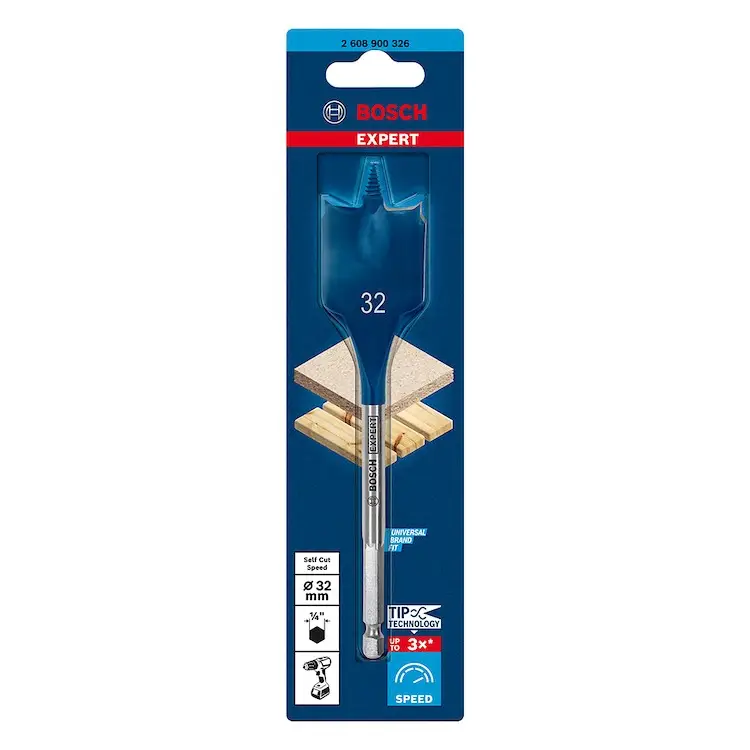 2 608 900 326
BOSCH
EXPERT
32
BOSCH EXPERT
UNIVERSAL
BRAND
FIT
Self Cut
Speed
Ø 32
mm
¼"
TIP
TECHNOLOGY
UP
TO 3×*
SPEED